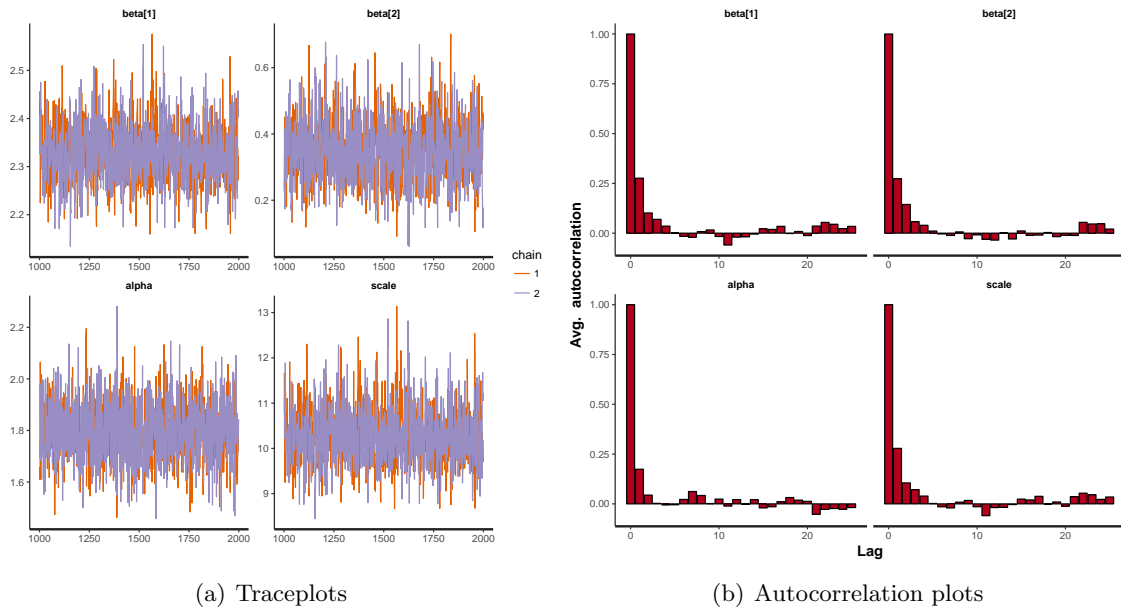 beta[1] beta[2]
2.5
2.4
2.3
2.2
0.6
0.4
0.2
1000 1250 1500 1750 2000
1000 1250 1500 1750 2000
alpha scale
2.2
2.0
1.8
1.6
13
12
11
10
9
1000 1250 1500 1750 2000
1000 1250 1500 1750 2000
chain
1
2
(a) Traceplots
beta[1] beta[2]
1.00
0.75
0.50
0.25
0.00
0 20
0 20
alpha scale
1.00
0.75
0.50
0.25
0.00
0 20
0 20
Avg. autocorrelation
Lag
(b) Autocorrelation plots